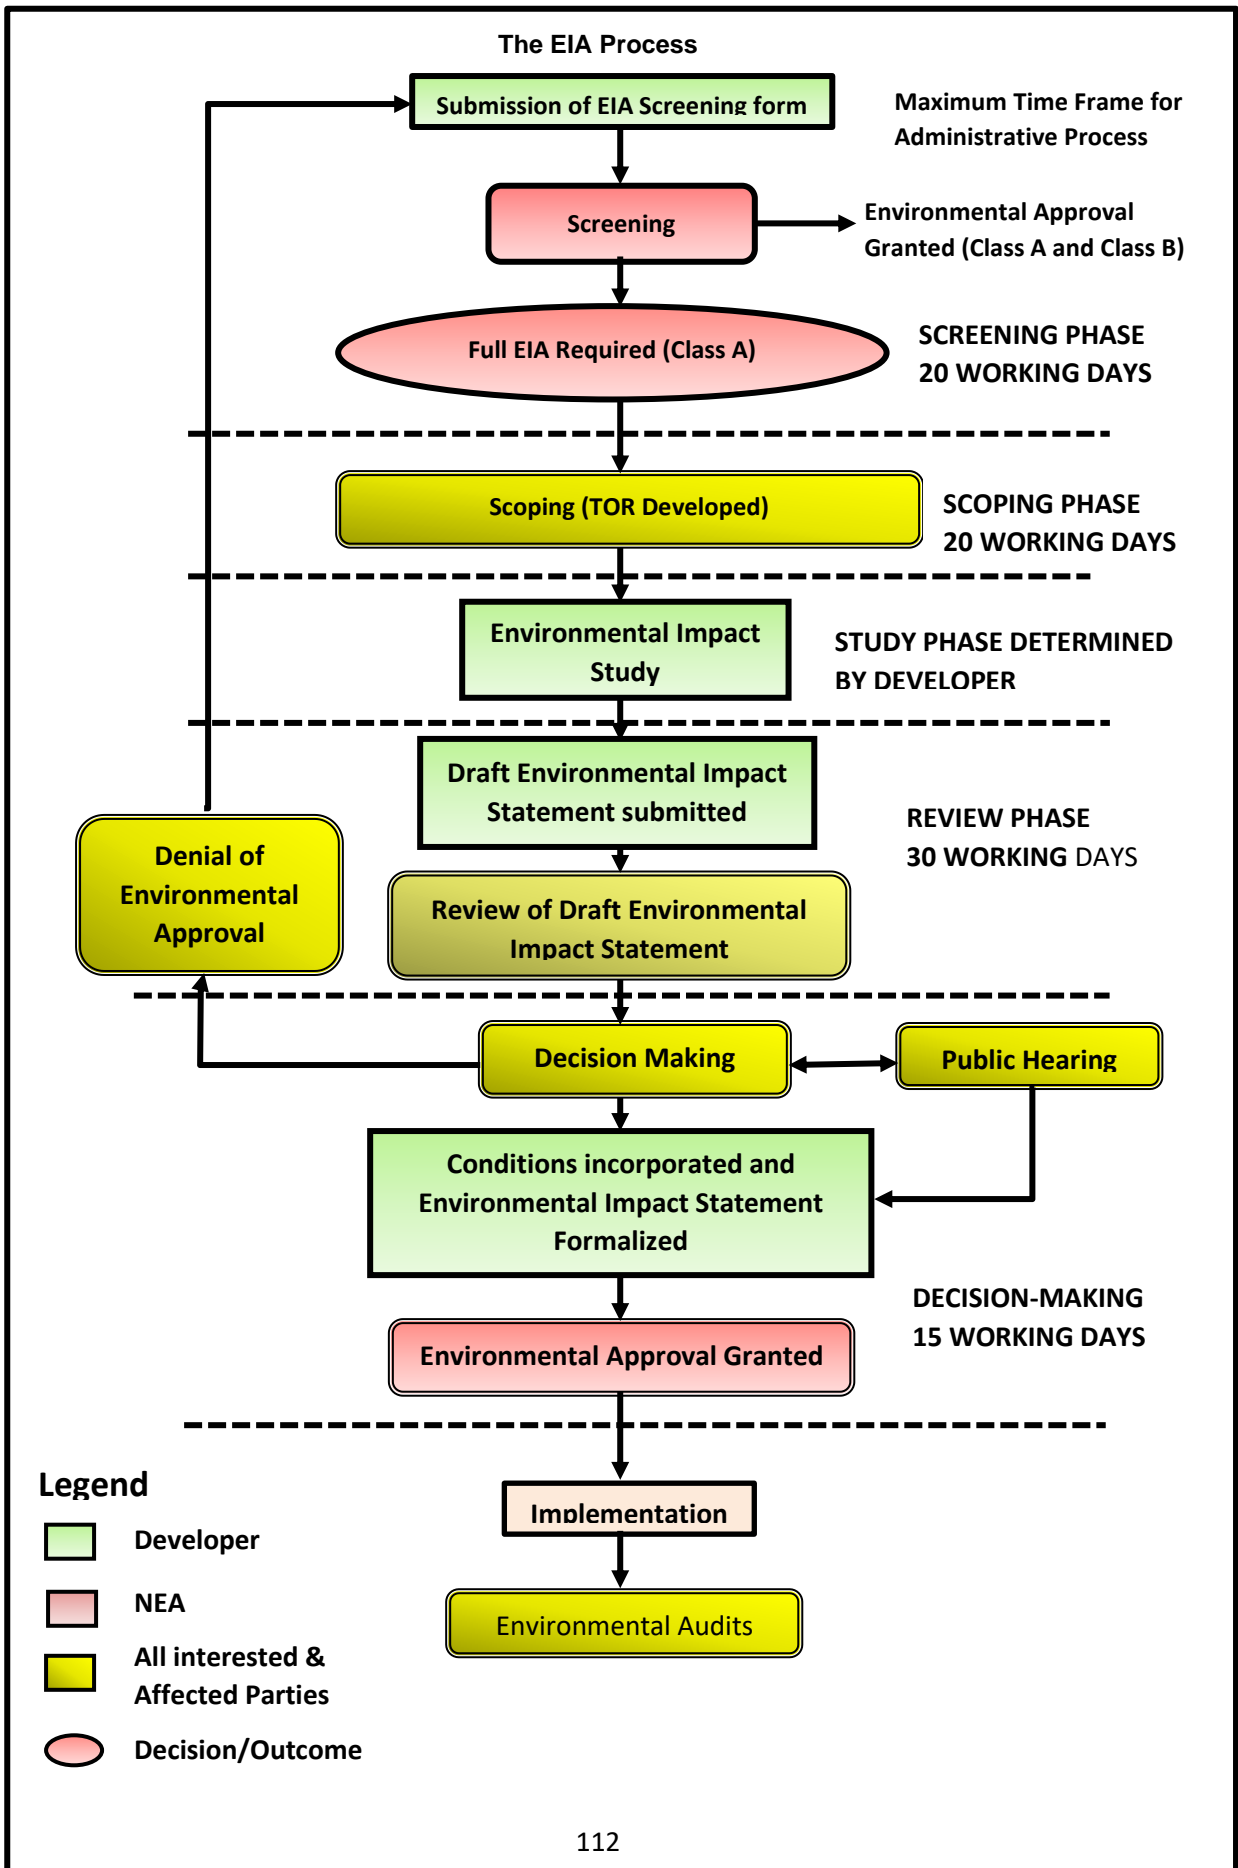 The EIA Process
Submission of EIA Screening form
Maximum Time Frame for
Administrative Process
Screening
Environmental Approval
Granted (Class A and Class B)
Full EIA Required (Class A)
SCREENING PHASE
20 WORKING DAYS
Scoping (TOR Developed)
SCOPING PHASE
20 WORKING DAYS
Environmental Impact
Study
STUDY PHASE DETERMINED
BY DEVELOPER
Draft Environmental Impact
Statement submitted
REVIEW PHASE
30 WORKING DAYS
Denial of
Environmental
Approval
Review of Draft Environmental
Impact Statement
Decision Making
Public Hearing
Conditions incorporated and
Environmental Impact Statement
Formalized
DECISION-MAKING
15 WORKING DAYS
Environmental Approval Granted
Implementation
Environmental Audits
Legend
Developer
NEA
All interested &
Affected Parties
Decision/Outcome
112